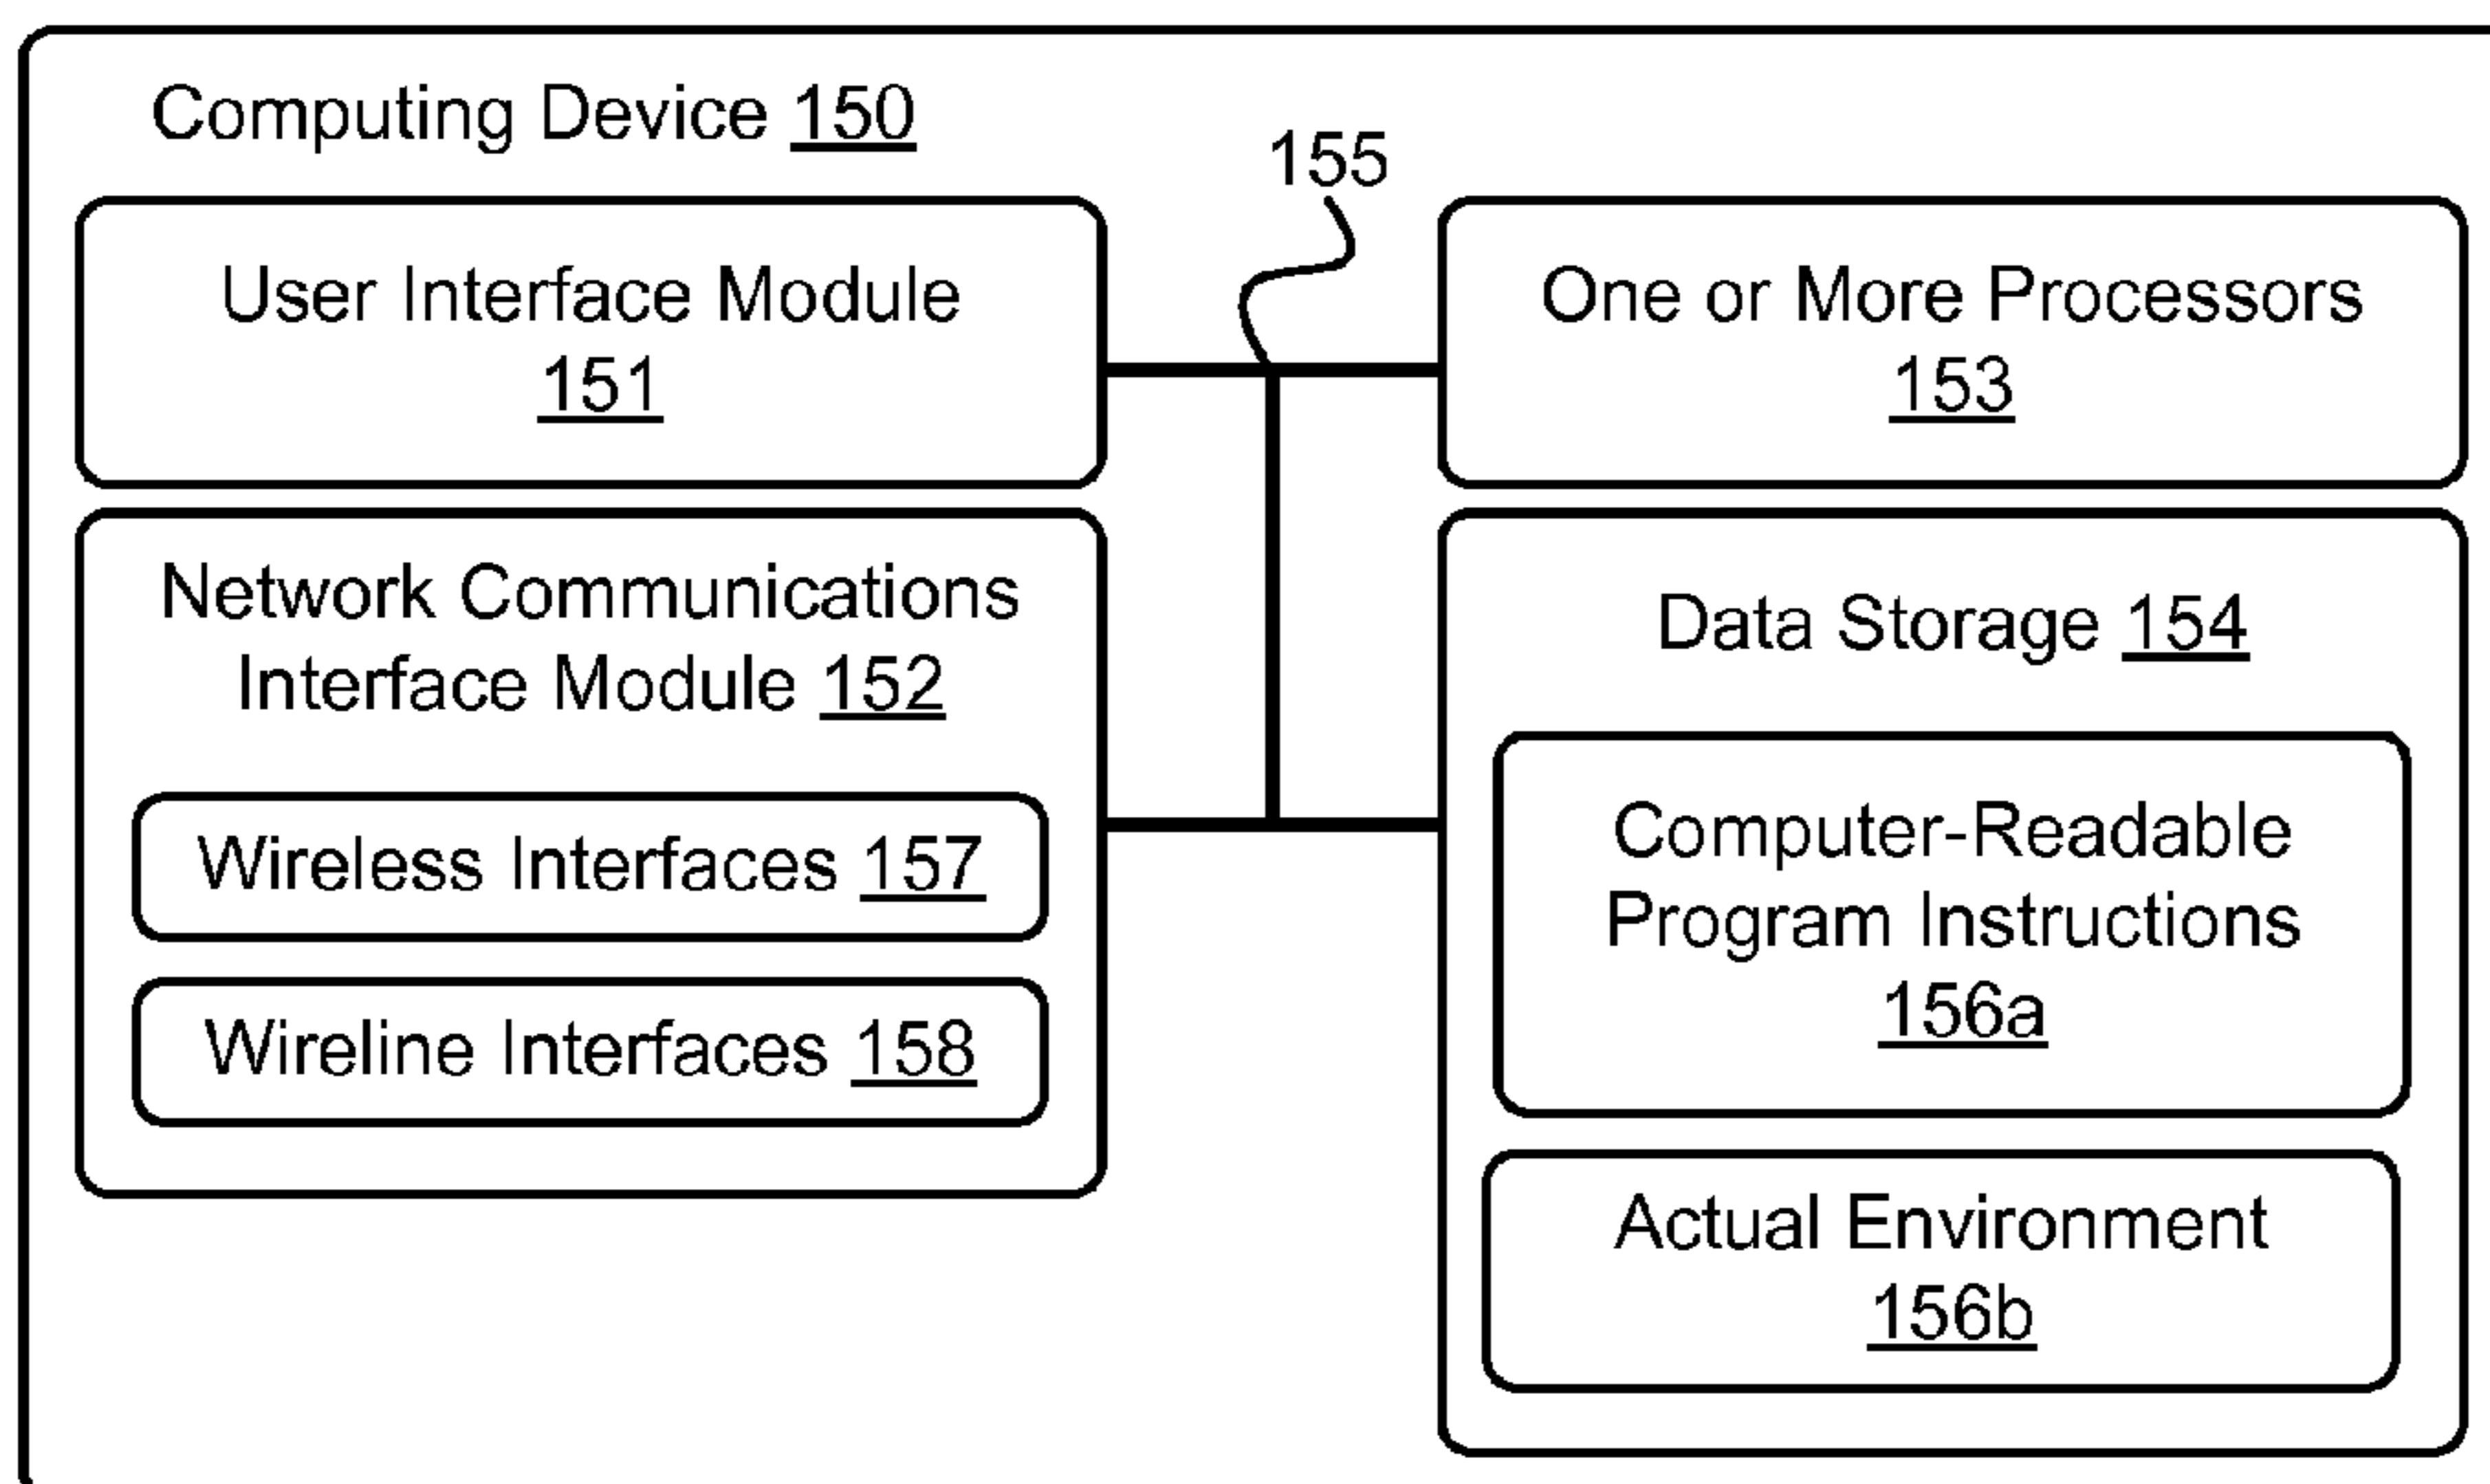 Computing Device 150
155
User Interface Module
151
One or More Processors
153
Network Communications
Interface Module 152
Wireless Interfaces 157
Wireline Interfaces 158
Data Storage 154
Computer-Readable
Program Instructions
156a
Actual Environment
156b